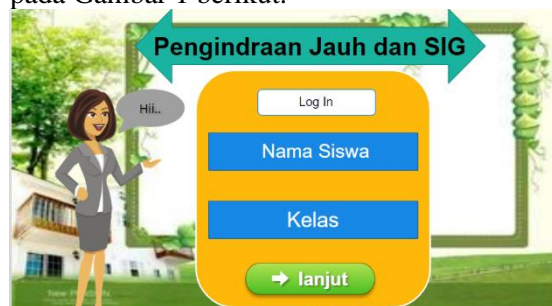 pada Gambar 1 berikut.
Pengindraan Jauh dan SIG
Hii..
Log In
Nama Siswa
Kelas
lanjut